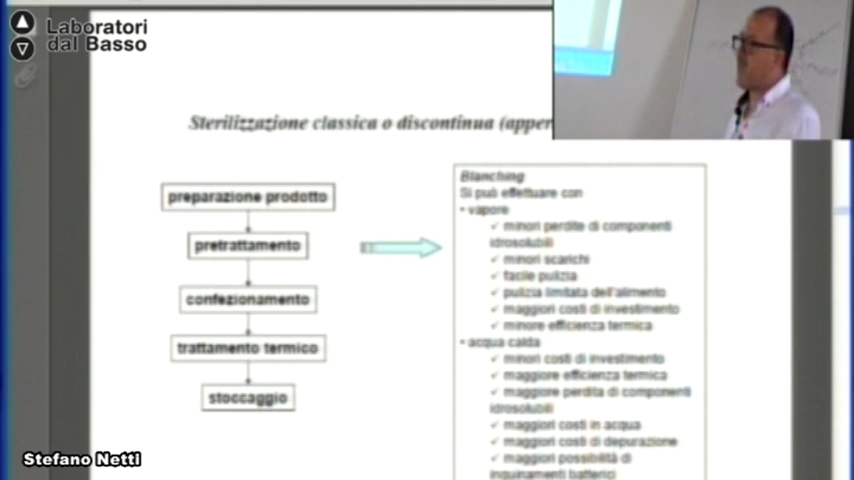 Laboratori
dal Basso
Sterilizzazione classica o discontinua (apper
preparazione prodotto
pretrattamento
confezionamento
trattamento termico
stoccaggio
Blanching
Si può effettuare con
• vapore
✓ minori perdite di componenti
idrosolubili
✓ minori scarichi
✓ facile pulizia
✓ pulizia limitata dell'alimento
✓ maggiori costi di investimento
✓ minore efficienza termica
• acqua calda
✓ minori costi di investimento
✓ maggiore efficienza termica
✓ maggiore perdita di componenti
idrosolubili
✓ maggiori costi in acqua
✓ maggiori costi di depurazione
✓ maggiori possibilità di
inquinamenti batterici
Stefano Netti